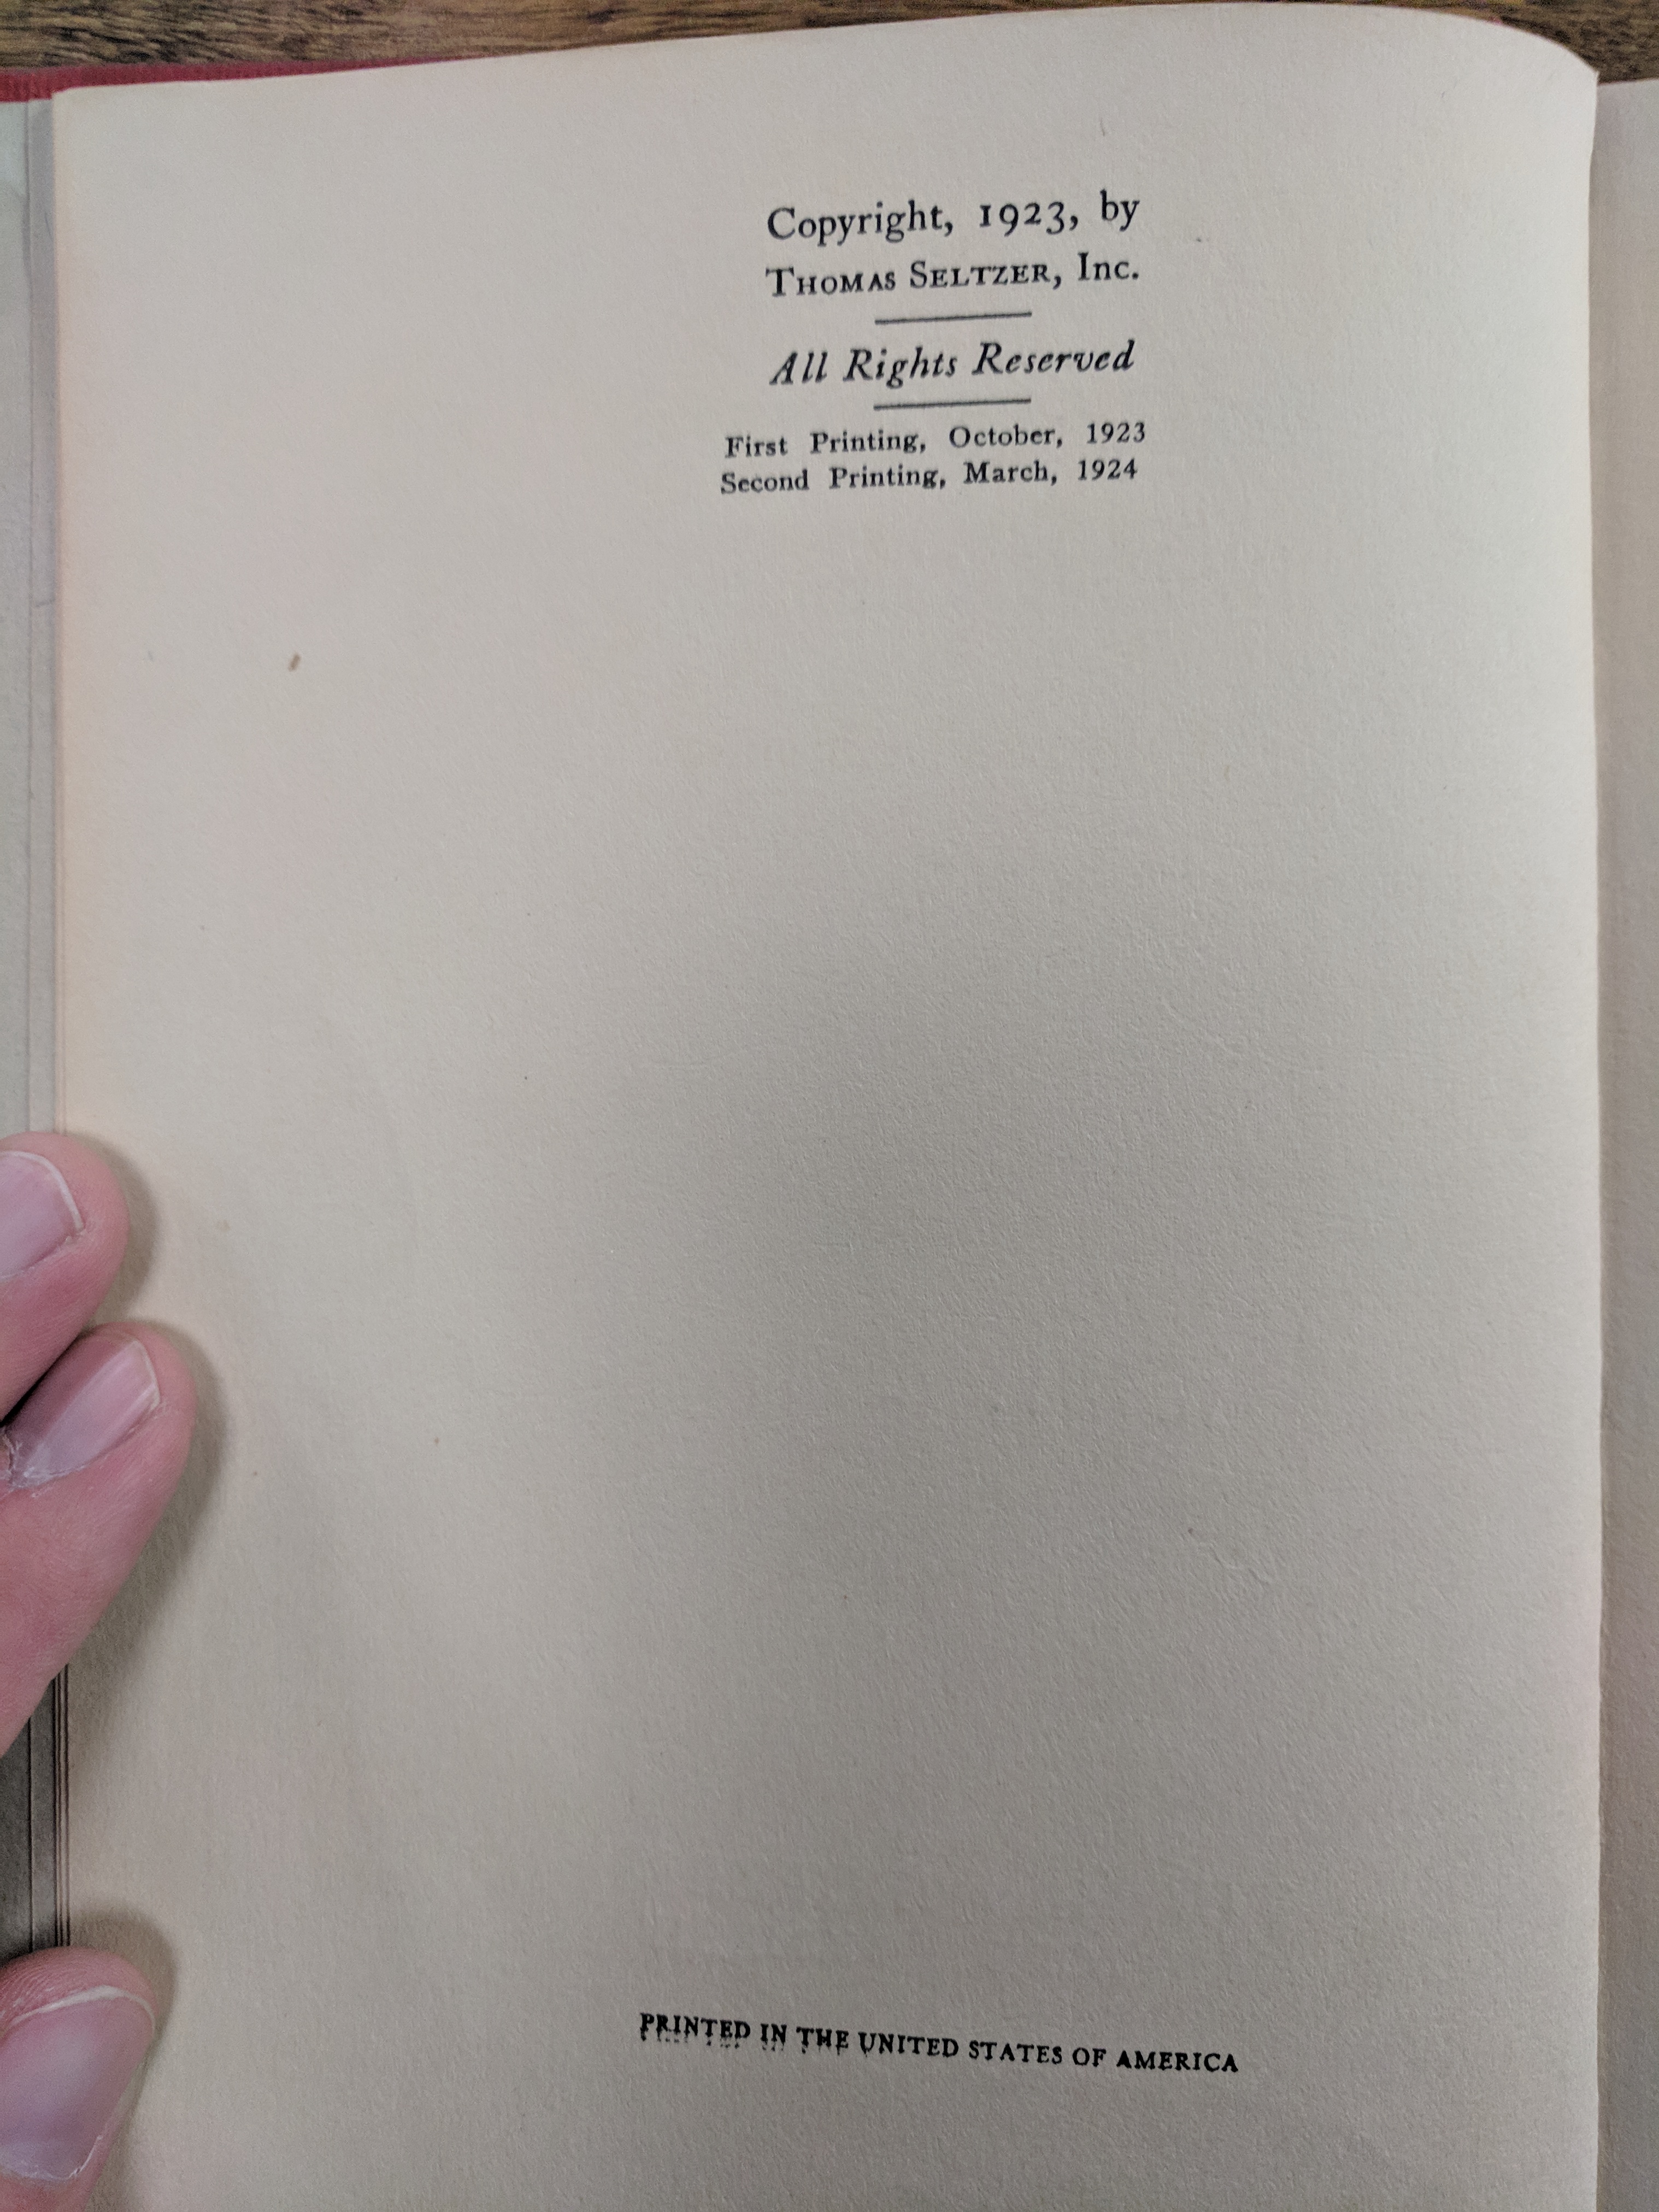 Copyright, 1923, by
THOMAS SELTZER, Inc.
All Rights Reserved
First Printing, October, 1923
Second Printing, March, 1924
PRINTED IN THE UNITED STATES OF AMERICA